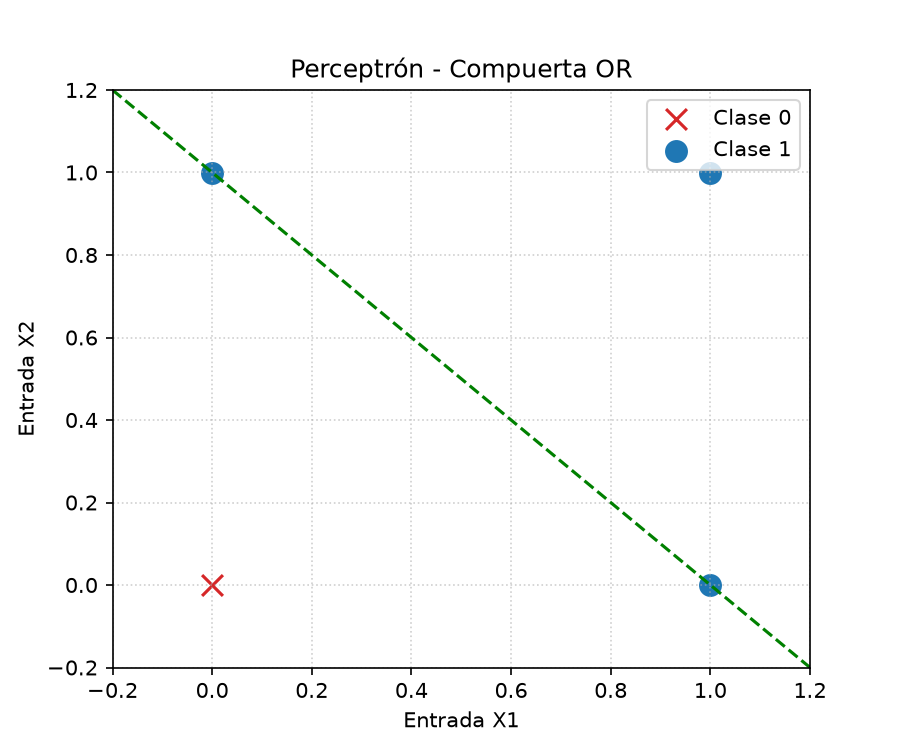 Perceptrón - Compuerta OR
Clase 0
Clase 1
Entrada X2
1.2
1.0
0.8
0.6
0.4
0.2
0.0
−0.2
−0.2 0.0 0.2 0.4 0.6 0.8 1.0 1.2
Entrada X1